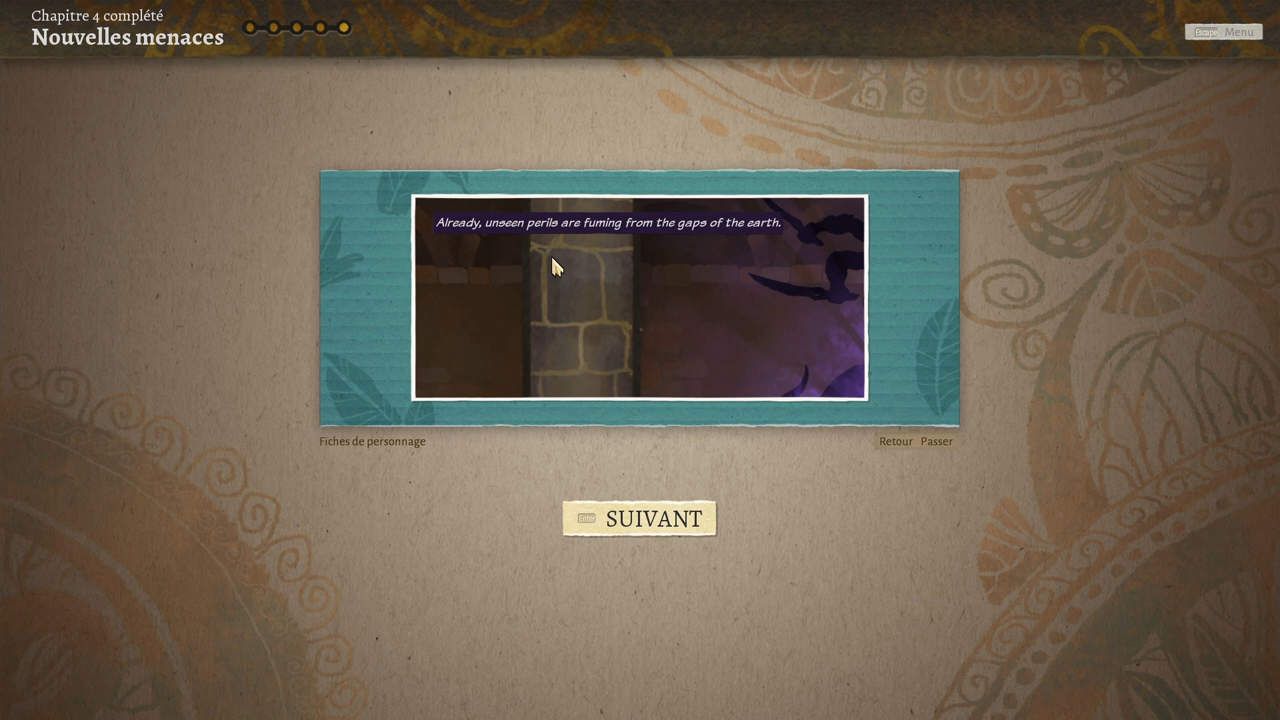 Chapitre 4 complété
Nouvelles menaces
Escape Menu
Already, unseen perils are fuming from the gaps of the earth.
Fiches de personnage
Retour Passer
Enter SUIVANT